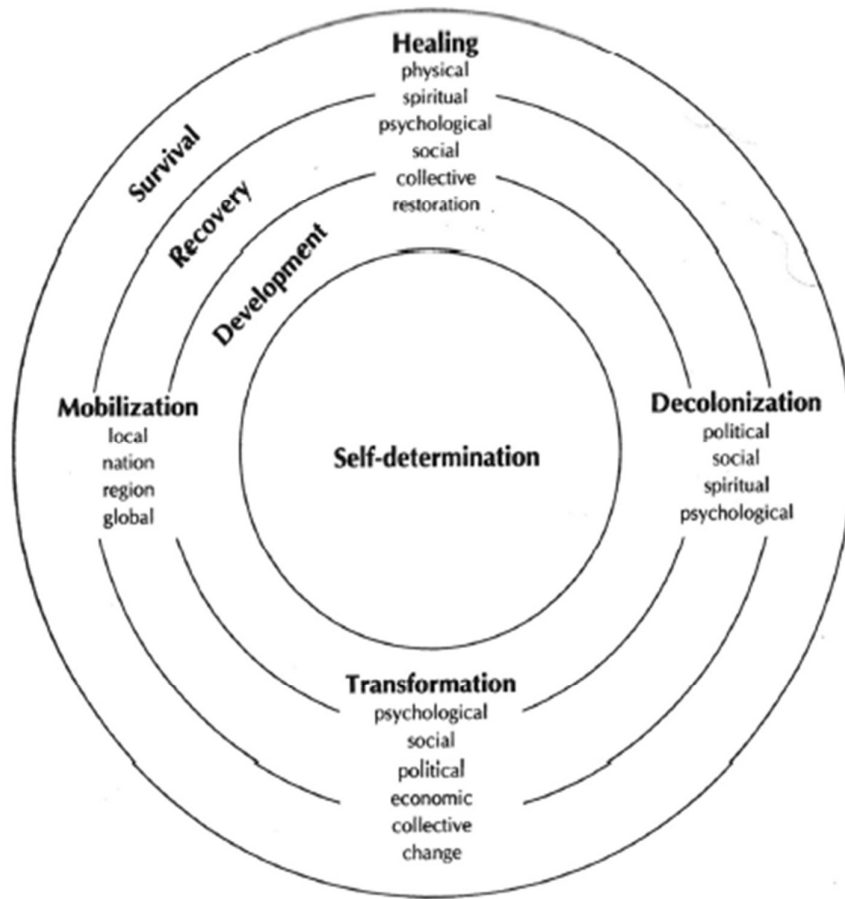 Healing
physical
spiritual
psychological
social
collective
restoration
Survival
Recovery
Development
Mobilization
local
nation
region
global
Self-determination
Decolonization
political
social
spiritual
psychological
Transformation
psychological
social
political
economic
collective
change